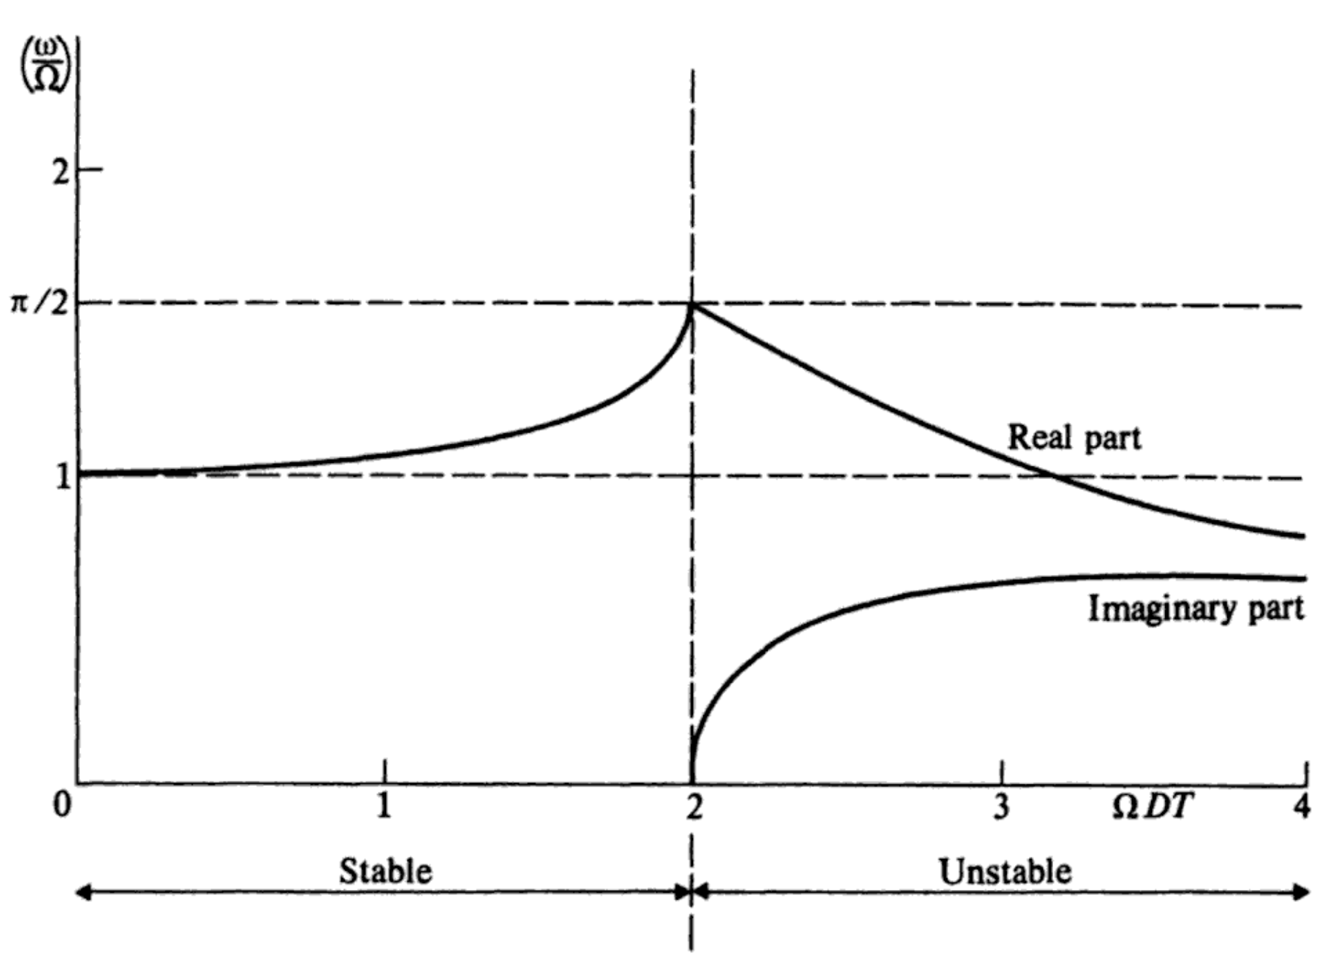 (ω/Ω)
2
π/2
1
Real part
Imaginary part
0 1 2 3 ΩDT 4
Stable Unstable